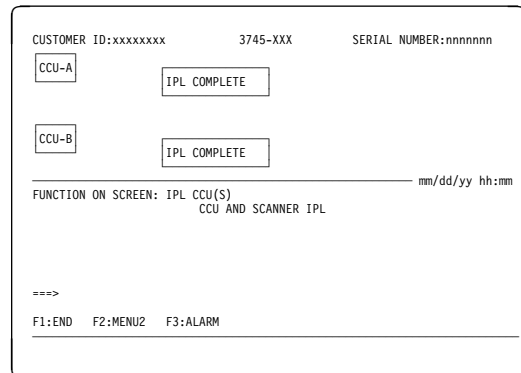 CUSTOMER ID:xxxxxxxx 3745-XXX SERIAL NUMBER:nnnnnnn
CCU-A
IPL COMPLETE
CCU-B
IPL COMPLETE
mm/dd/yy hh:mm
FUNCTION ON SCREEN: IPL CCU(S)
CCU AND SCANNER IPL
===>
F1:END F2:MENU2 F3:ALARM